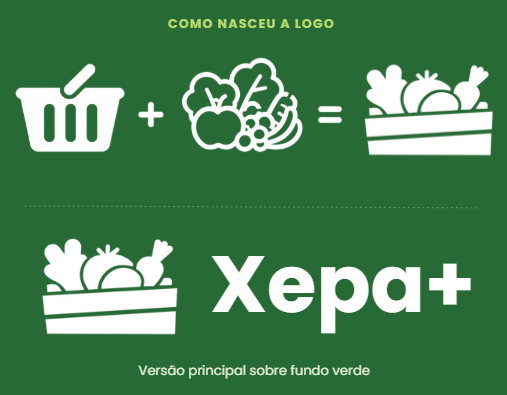 COMO NASCEU A LOGO
+ =
Xepa+
Versão principal sobre fundo verde